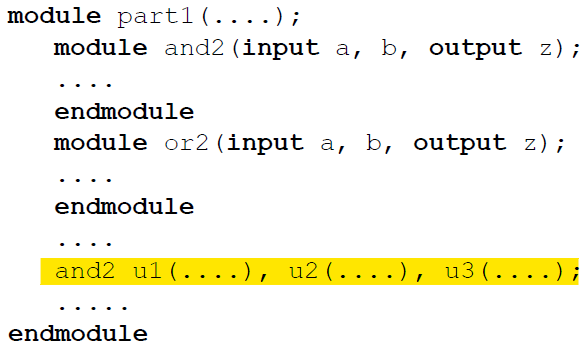 module part1(....);
module and2(input a, b, output z);
....
endmodule
module or2(input a, b, output z);
....
endmodule
....
and2 u1(....), u2(....), u3(....);
.....
endmodule